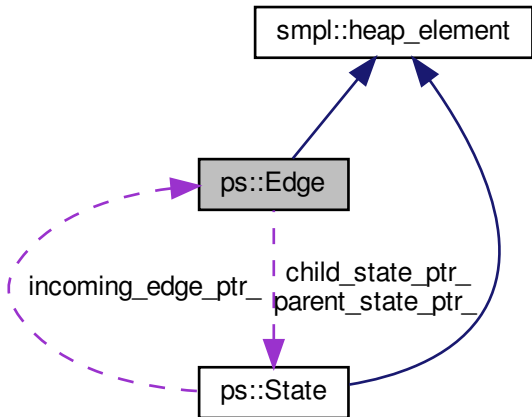 smpl::heap_element
ps::Edge
incoming_edge_ptr_
child_state_ptr_
parent_state_ptr_
ps::State